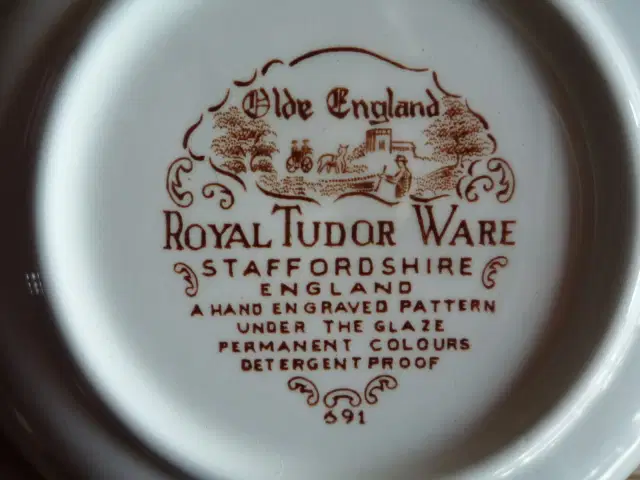 Olde England
ROYAL TUDOR WARE
STAFFORDSHIRE
ENGLAND
A HAND ENGRAVED PATTERN
UNDER THE GLAZE
PERMANENT COLOURS
DETERGENT PROOF
691